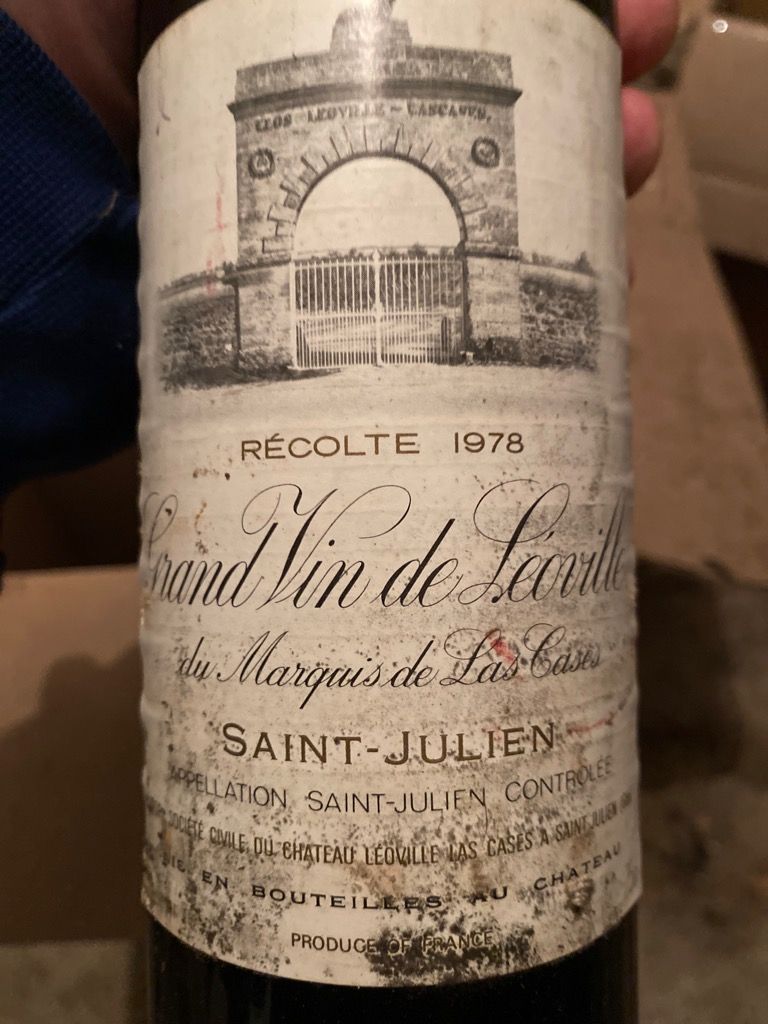 CLOS LEOVILLE - LASCASES,
RÉCOLTE 1978
Grand Vin de Léoville
du Marquis de Las Cases
SAINT-JULIEN
APPELLATION SAINT-JULIEN CONTROLÉE
SOCIÉTÉ CIVILE DU CHATEAU LÉOVILLE LAS CASES A SAINT JULIEN
EN BOUTEILLES AU CHATEAU
PRODUCE OF FRANCE